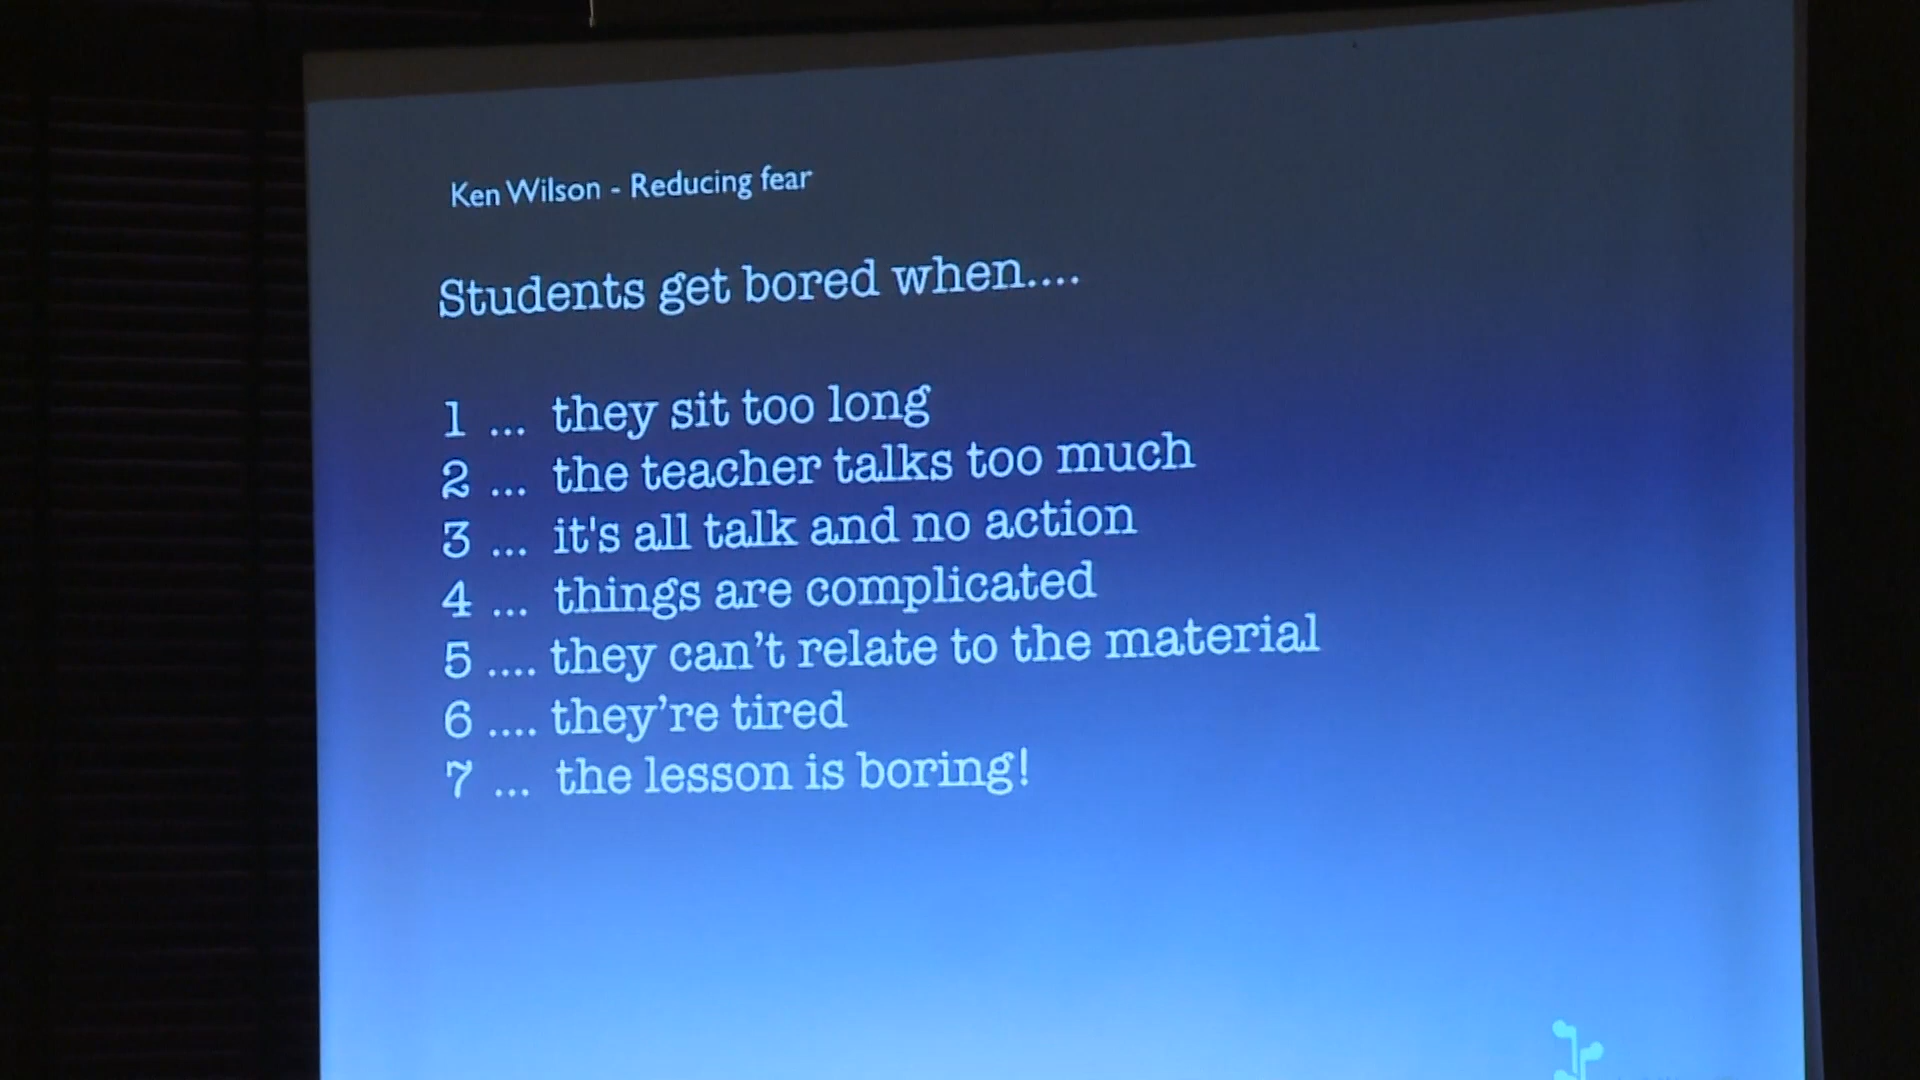 Ken Wilson - Reducing fear
Students get bored when....
1 ... they sit too long
2 ... the teacher talks too much
3 ... it's all talk and no action
4 ... things are complicated
5 .... they can’t relate to the material
6 .... they’re tired
7 ... the lesson is boring!